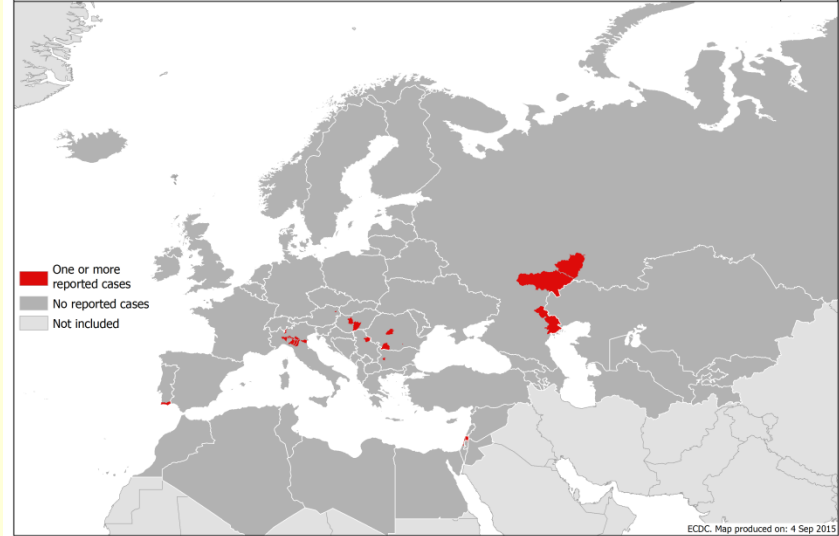 One or more
reported cases
No reported cases
Not included
ECDC. Map produced on: 4 Sep 2015